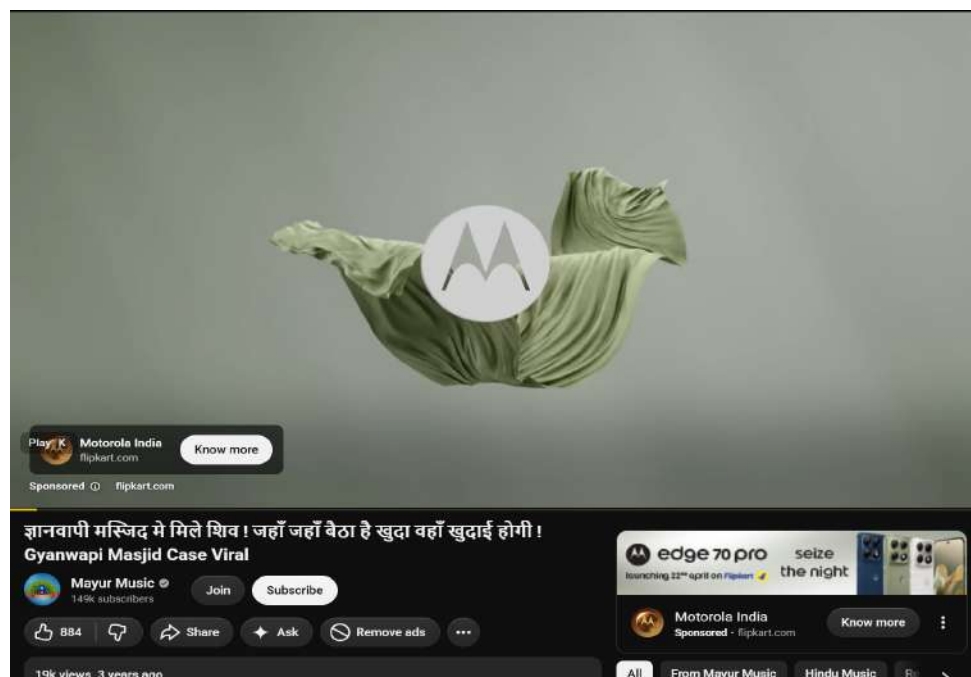 Play K
Motorola India
flipkart.com
Know more
Sponsored
flipkart.com
ज्ञानवापी मस्जिद मे मिले शिव ! जहाँ जहाँ बैठा है खुदा वहाँ खुदाई होगी !
Gyanwapi Masjid Case Viral
Mayur Music
149k subscribers
Join
Subscribe
884
Share
Ask
Remove ads
19k views 3 years ago
edge 70 pro
launching 22nd april on Flipkart
seize
the night
Motorola India
Sponsored · flipkart.com
Know more
All
From Mayur Music
Hindu Music